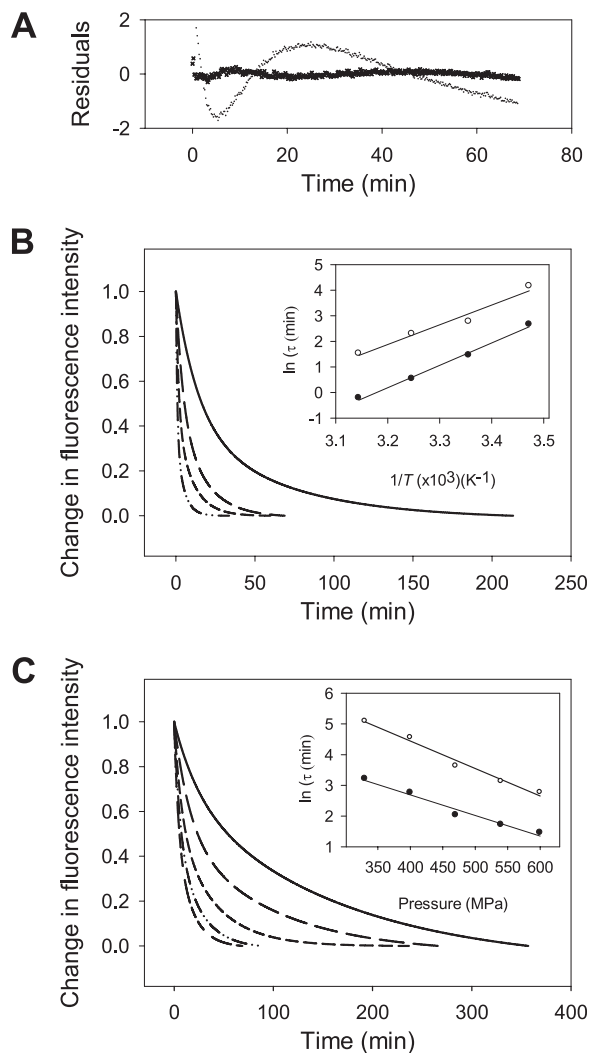 A
Residuals
2
0
-2
0 20 40 60 80
Time (min)
B
Change in fluorescence intensity
1.0
0.8
0.6
0.4
0.2
0.0
0 50 100 150 200 250
Time (min)
ln (τ (min)
5
4
3
2
1
0
-1
3.1 3.2 3.3 3.4 3.5
1/T (x10³)(K-1)
C
Change in fluorescence intensity
1.0
0.8
0.6
0.4
0.2
0.0
0 100 200 300 400
Time (min)
ln (τ (min)
6
5
4
3
2
1
350 400 450 500 550 600
Pressure (MPa)